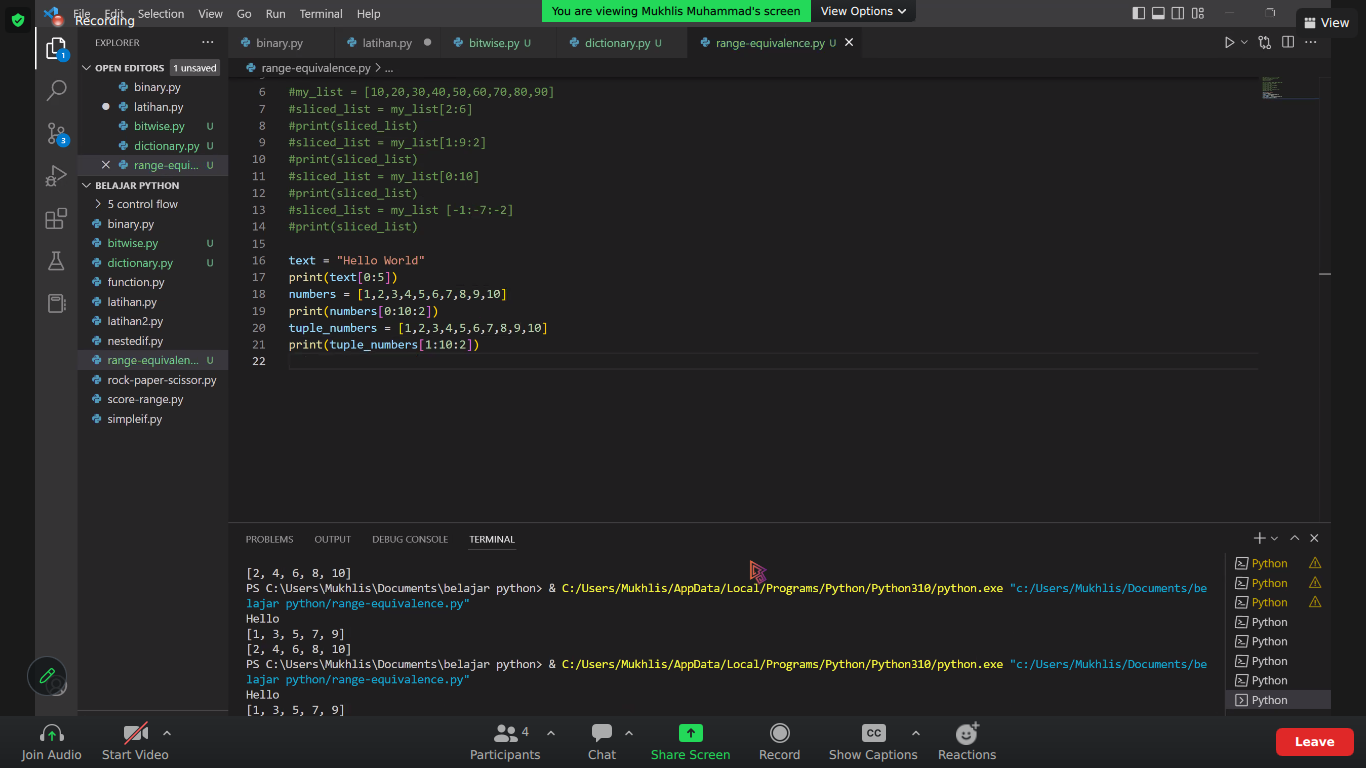 File Edit Selection View Go Run Terminal Help
Recording
You are viewing Mukhlis Muhammad's screen
View Options
View
EXPLORER
binary.py
latihan.py
bitwise.py U
dictionary.py U
range-equivalence.py U
OPEN EDITORS 1 unsaved
range-equivalence.py > ...
binary.py
latihan.py
bitwise.py U
dictionary.py U
range-equi... U
BELAJAR PYTHON
5 control flow
binary.py
bitwise.py U
dictionary.py U
function.py
latihan.py
latihan2.py
nestedif.py
range-equivalen... U
rock-paper-scissor.py
score-range.py
simpleif.py
1
3
6 #my_list = [10,20,30,40,50,60,70,80,90]
7 #sliced_list = my_list[2:6]
8 #print(sliced_list)
9 #sliced_list = my_list[1:9:2]
10 #print(sliced_list)
11 #sliced_list = my_list[0:10]
12 #print(sliced_list)
13 #sliced_list = my_list [-1:-7:-2]
14 #print(sliced_list)
15
16 text = "Hello World"
17 print(text[0:5])
18 numbers = [1,2,3,4,5,6,7,8,9,10]
19 print(numbers[0:10:2])
20 tuple_numbers = [1,2,3,4,5,6,7,8,9,10]
21 print(tuple_numbers[1:10:2])
22
PROBLEMS OUTPUT DEBUG CONSOLE TERMINAL
[2, 4, 6, 8, 10]
PS C:\Users\Mukhlis\Documents\belajar python> & C:/Users/Mukhlis/AppData/Local/Programs/Python/Python310/python.exe "c:/Users/Mukhlis/Documents/be
lajar python/range-equivalence.py"
Hello
[1, 3, 5, 7, 9]
[2, 4, 6, 8, 10]
PS C:\Users\Mukhlis\Documents\belajar python> & C:/Users/Mukhlis/AppData/Local/Programs/Python/Python310/python.exe "c:/Users/Mukhlis/Documents/be
lajar python/range-equivalence.py"
Hello
[1, 3, 5, 7, 9]
Python
Python
Python
Python
Python
Python
Python
Python
Join Audio
Start Video
Participants 4
Chat
Share Screen
Record
CC
Show Captions
Reactions
Leave